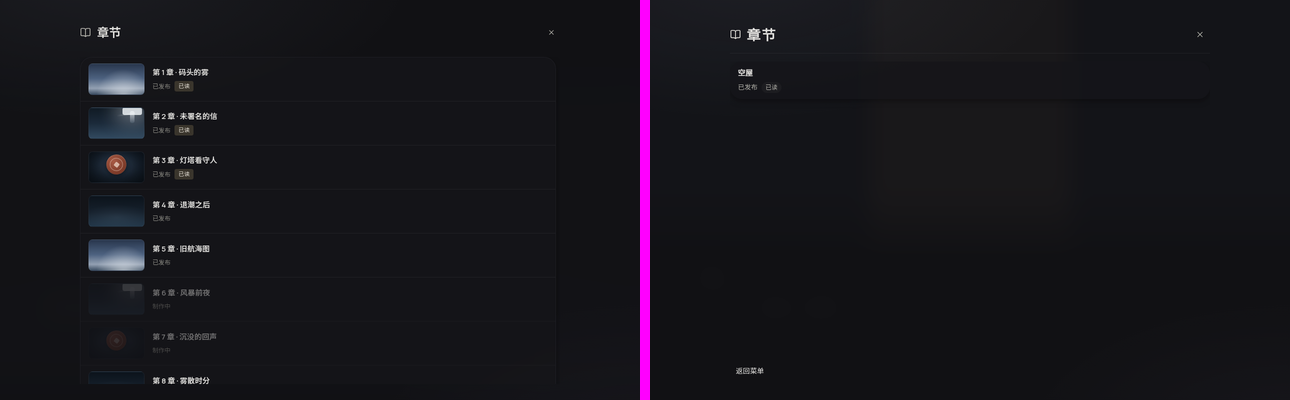 章节
第 1 章 · 码头的雾
已发布 已读
第 2 章 · 未署名的信
已发布 已读
第 3 章 · 灯塔看守人
已发布 已读
第 4 章 · 退潮之后
已发布
第 5 章 · 旧航海图
已发布
第 6 章 · 风暴前夜
制作中
第 7 章 · 沉没的回声
制作中
第 8 章 · 雾散时分
章节
空屋
已发布 已读
返回菜单